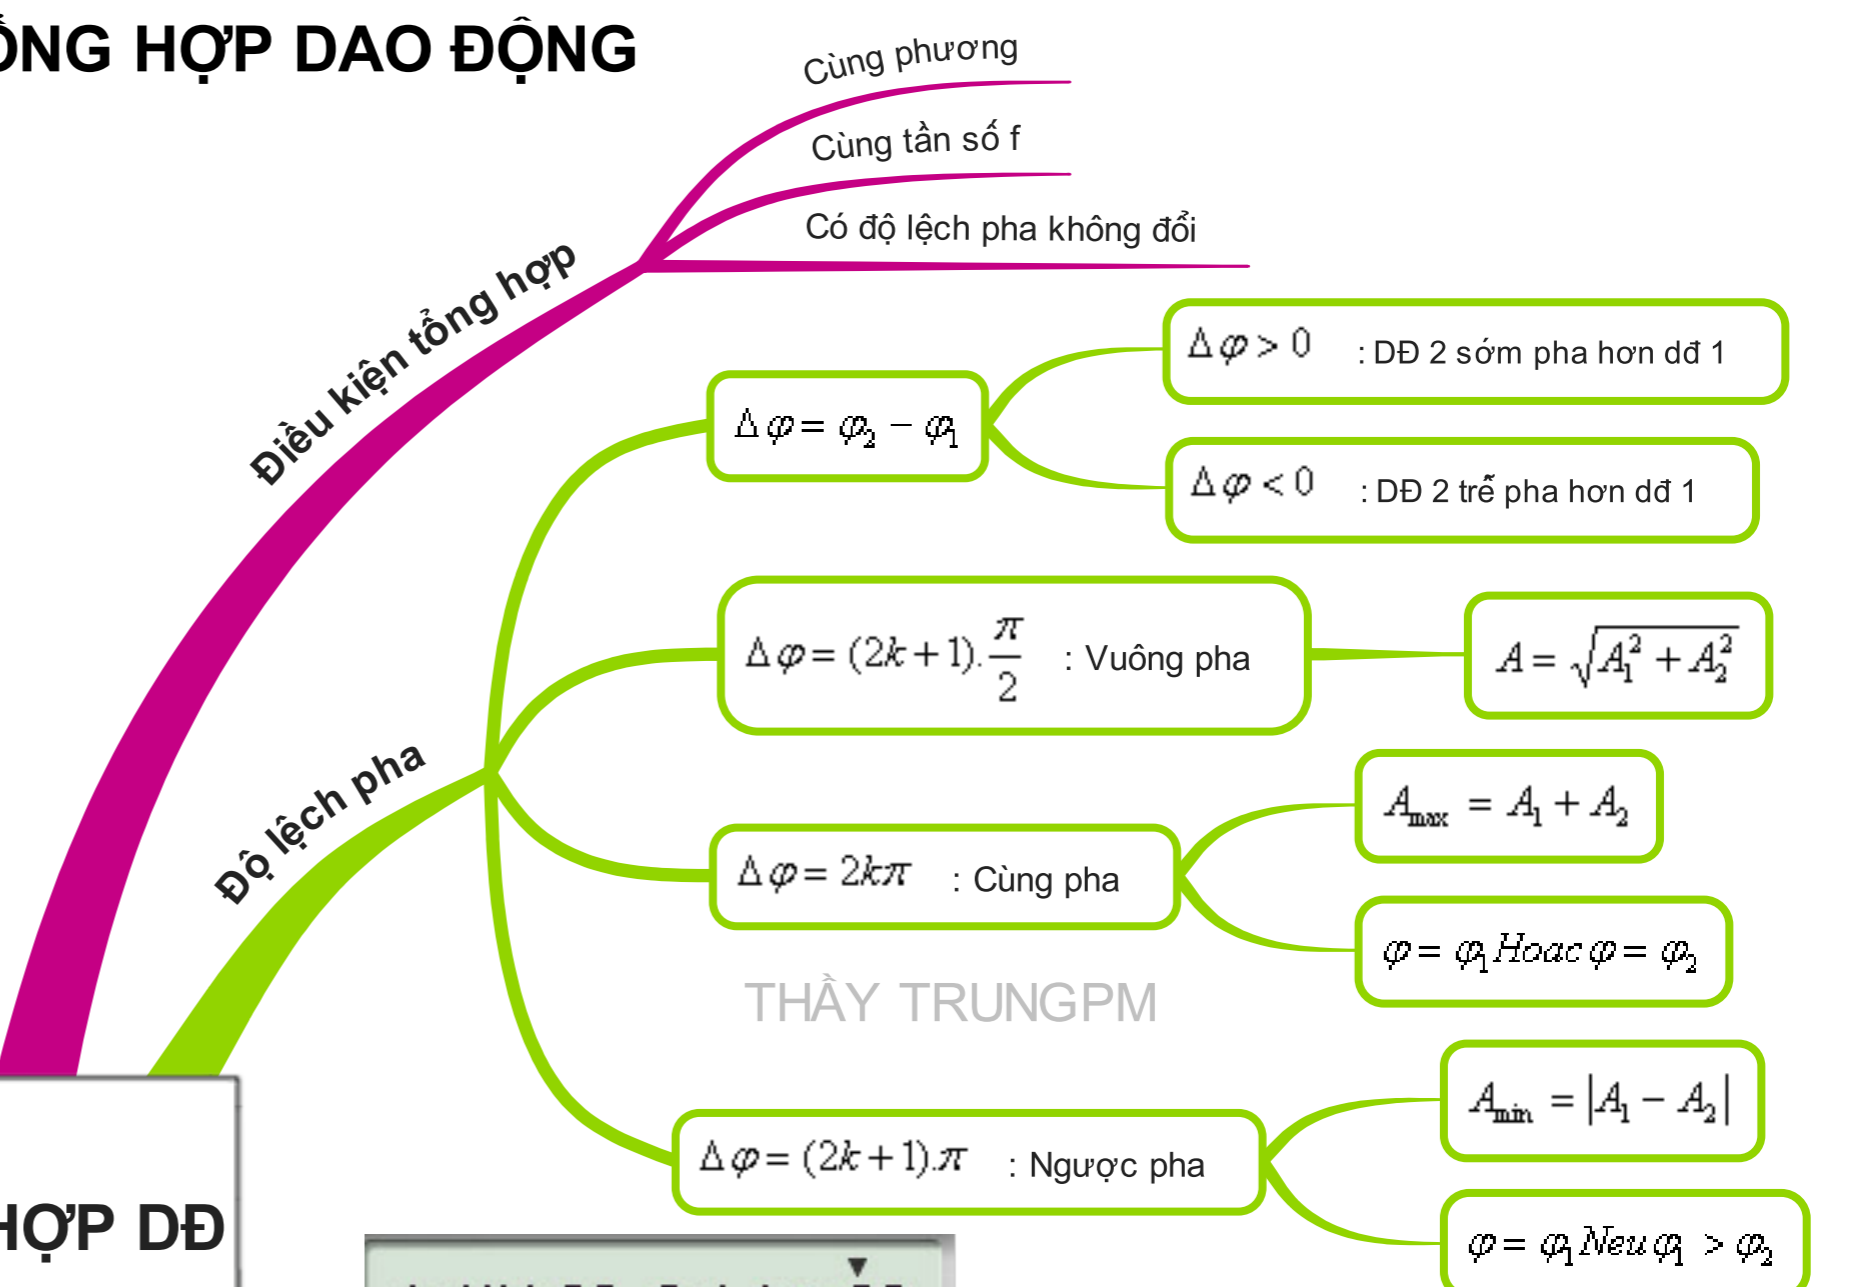 ỔNG HỢP DAO ĐỘNG
Cùng phương
Cùng tần số f
Có độ lệch pha không đổi
Điều kiện tổng hợp
Δφ > 0 : DĐ 2 sớm pha hơn dđ 1
Δφ = φ₂ − φ₁
Δφ < 0 : DĐ 2 trễ pha hơn dđ 1
Δφ = (2k + 1).π/2 : Vuông pha
A = √(A₁² + A₂²)
Độ lệch pha
A_max = A₁ + A₂
Δφ = 2kπ : Cùng pha
φ = φ₁ Hoac φ = φ₂
THẦY TRUNGPM
A_min = |A₁ − A₂|
Δφ = (2k + 1).π : Ngược pha
φ = φ₁ Neu φ₁ > φ₂
HỢP DĐ